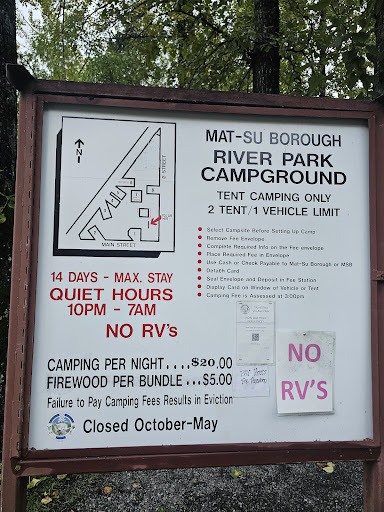 N
E STREET
MAIN STREET
MAT-SU BOROUGH
RIVER PARK
CAMPGROUND
TENT CAMPING ONLY
2 TENT/1 VEHICLE LIMIT
Select Campsite Before Setting Up Camp
Remove Fee Envelope
Complete Required Info on the Fee envelope
Place Required Fee in Envelope
Use Cash or Check Payable to Mat-Su Borough or MSB
Detach Card
Seal Envelope and Deposit in Fee Station
Display Card on Window of Vehicle or Tent
Camping Fee is Assessed at 3:00pm
14 DAYS - MAX. STAY
QUIET HOURS
10PM - 7AM
NO RV's
CAMPING PER NIGHT....$20.00
FIREWOOD PER BUNDLE...$5.00
Failure to Pay Camping Fees Results in Eviction
Closed October-May
NO
RV'S